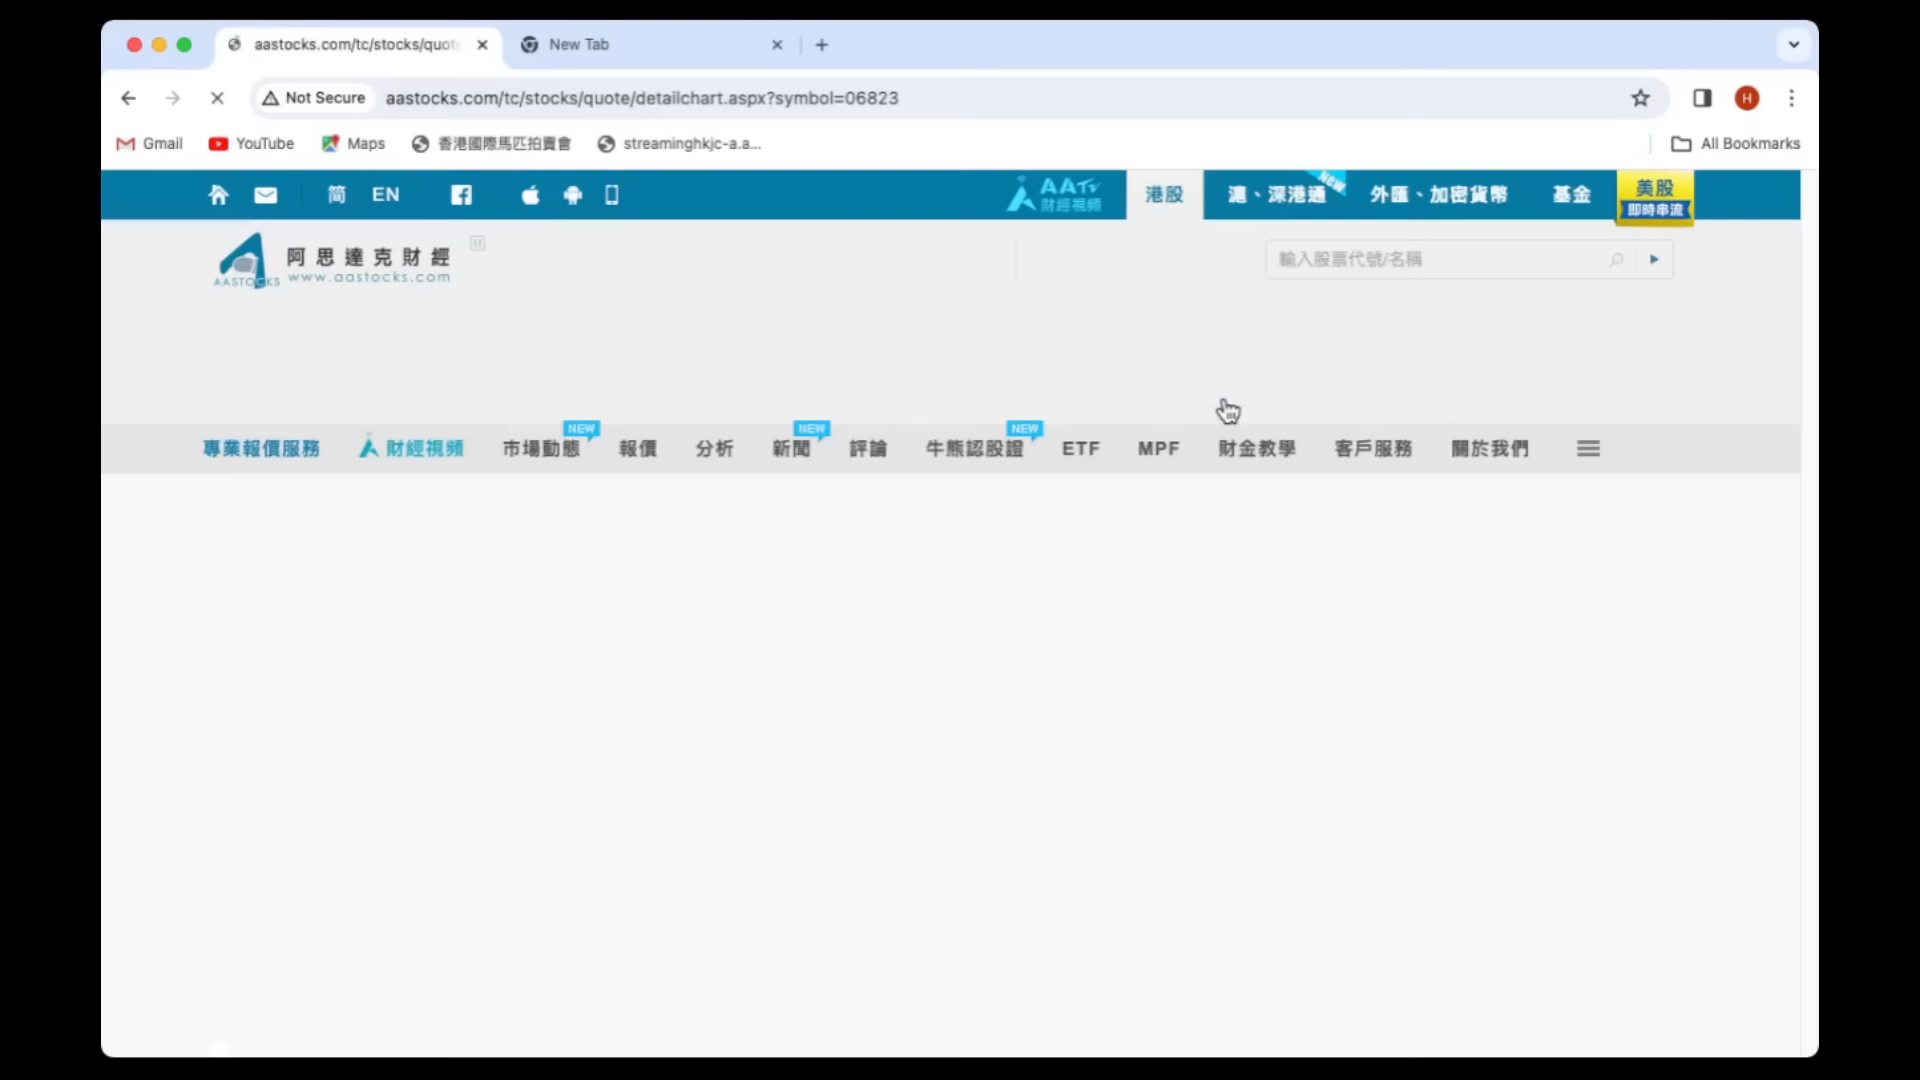 aastocks.com/tc/stocks/quot
New Tab
Not Secure
aastocks.com/tc/stocks/quote/detailchart.aspx?symbol=06823
H
Gmail
YouTube
Maps
香港國際馬匹拍賣會
streaminghkjc-a.a...
All Bookmarks
简
EN
AATV
財經視頻
港股
滬、深港通
NEW
外匯、加密貨幣
基金
美股
即時串流
AASTOCKS
阿思達克財經
www.aastocks.com
輸入股票代號/名稱
專業報價服務
財經視頻
市場動態
NEW
報價
分析
新聞
NEW
評論
牛熊認股證
NEW
ETF
MPF
財金教學
客戶服務
關於我們